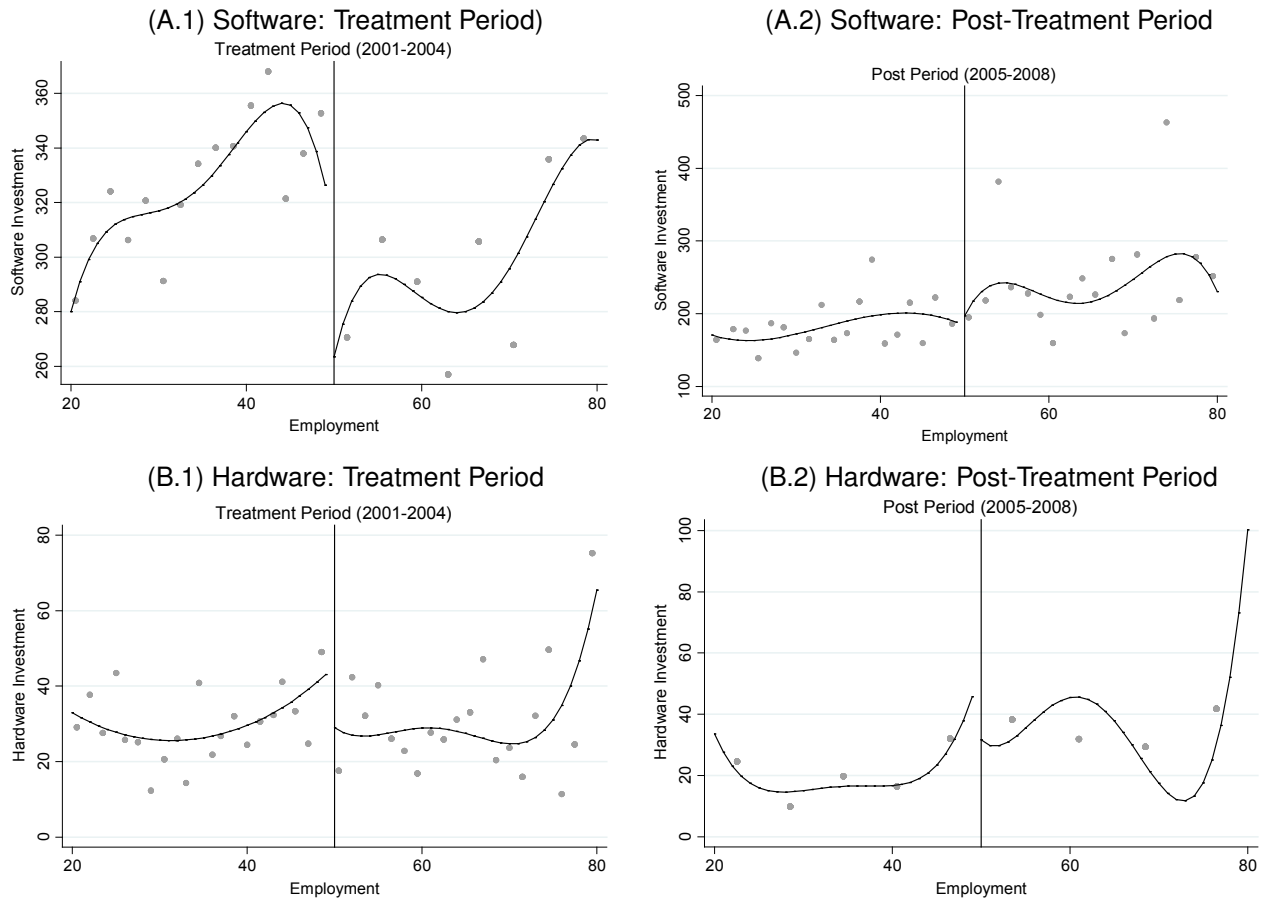 (A.1) Software: Treatment Period)
Treatment Period (2001-2004)
Software Investment
360
340
320
300
280
260
20
40
60
80
Employment
(A.2) Software: Post-Treatment Period
Post Period (2005-2008)
Software Investment
500
400
300
200
100
20
40
60
80
Employment
(B.1) Hardware: Treatment Period
Treatment Period (2001-2004)
Hardware Investment
80
60
40
20
0
20
40
60
80
Employment
(B.2) Hardware: Post-Treatment Period
Post Period (2005-2008)
Hardware Investment
100
80
60
40
20
0
20
40
60
80
Employment